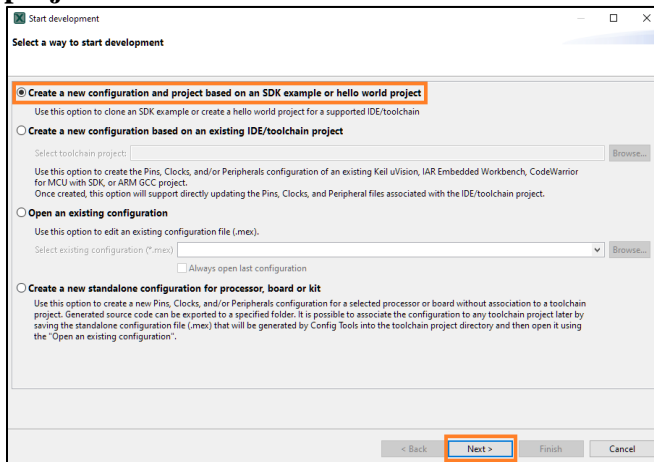 Start development
Select a way to start development
Create a new configuration and project based on an SDK example or hello world project
Use this option to clone an SDK example or create a hello world project for a supported IDE/toolchain
Create a new configuration based on an existing IDE/toolchain project
Select toolchain project: Browse...
Use this option to create the Pins, Clocks, and/or Peripherals configuration of an existing Keil uVision, IAR Embedded Workbench, CodeWarrior
for MCU with SDK, or ARM GCC project.
Once created, this option will support directly updating the Pins, Clocks, and Peripheral files associated with the IDE/toolchain project.
Open an existing configuration
Use this option to edit an existing configuration file (.mex).
Select existing configuration (*.mex) Browse...
Always open last configuration
Create a new standalone configuration for processor, board or kit
Use this option to create a new Pins, Clocks, and/or Peripherals configuration for a selected processor or board without association to a toolchain
project. Generated source code can be exported to a specified folder. It is possible to associate the configuration to any toolchain project later by
saving the standalone configuration file (.mex) that will be generated by Config Tools into the toolchain project directory and then open it using
the "Open an existing configuration".
< Back Next > Finish Cancel